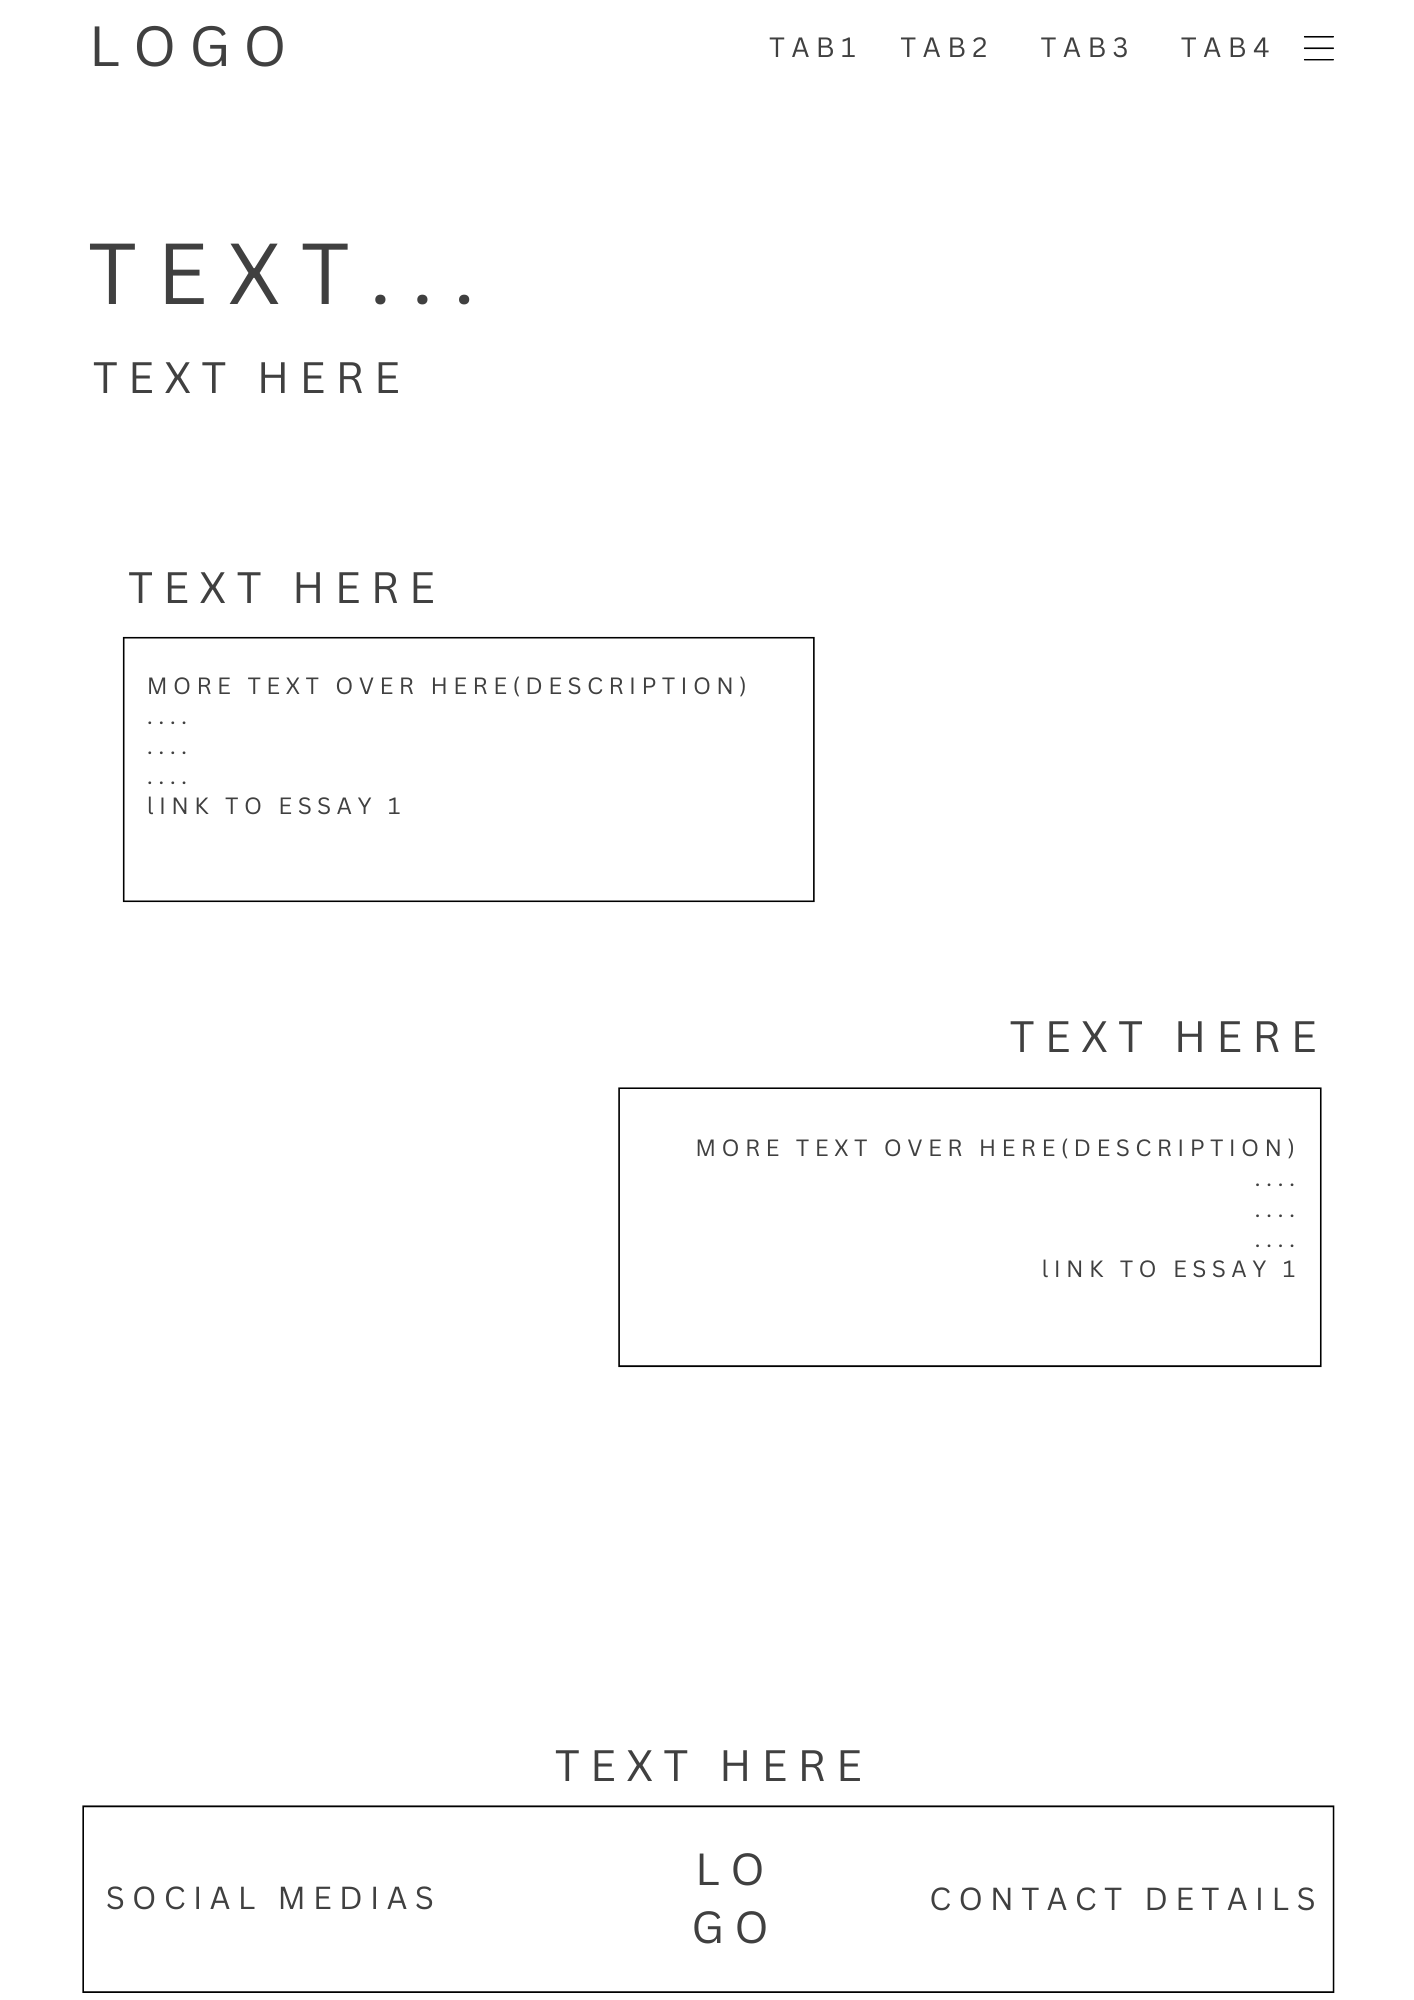 LOGO TAB1 TAB2 TAB3 TAB4
TEXT...
TEXT HERE
TEXT HERE
MORE TEXT OVER HERE(DESCRIPTION)
....
....
....
lINK TO ESSAY 1
TEXT HERE
MORE TEXT OVER HERE(DESCRIPTION)
....
....
....
lINK TO ESSAY 1
TEXT HERE
SOCIAL MEDIAS
LO
GO
CONTACT DETAILS